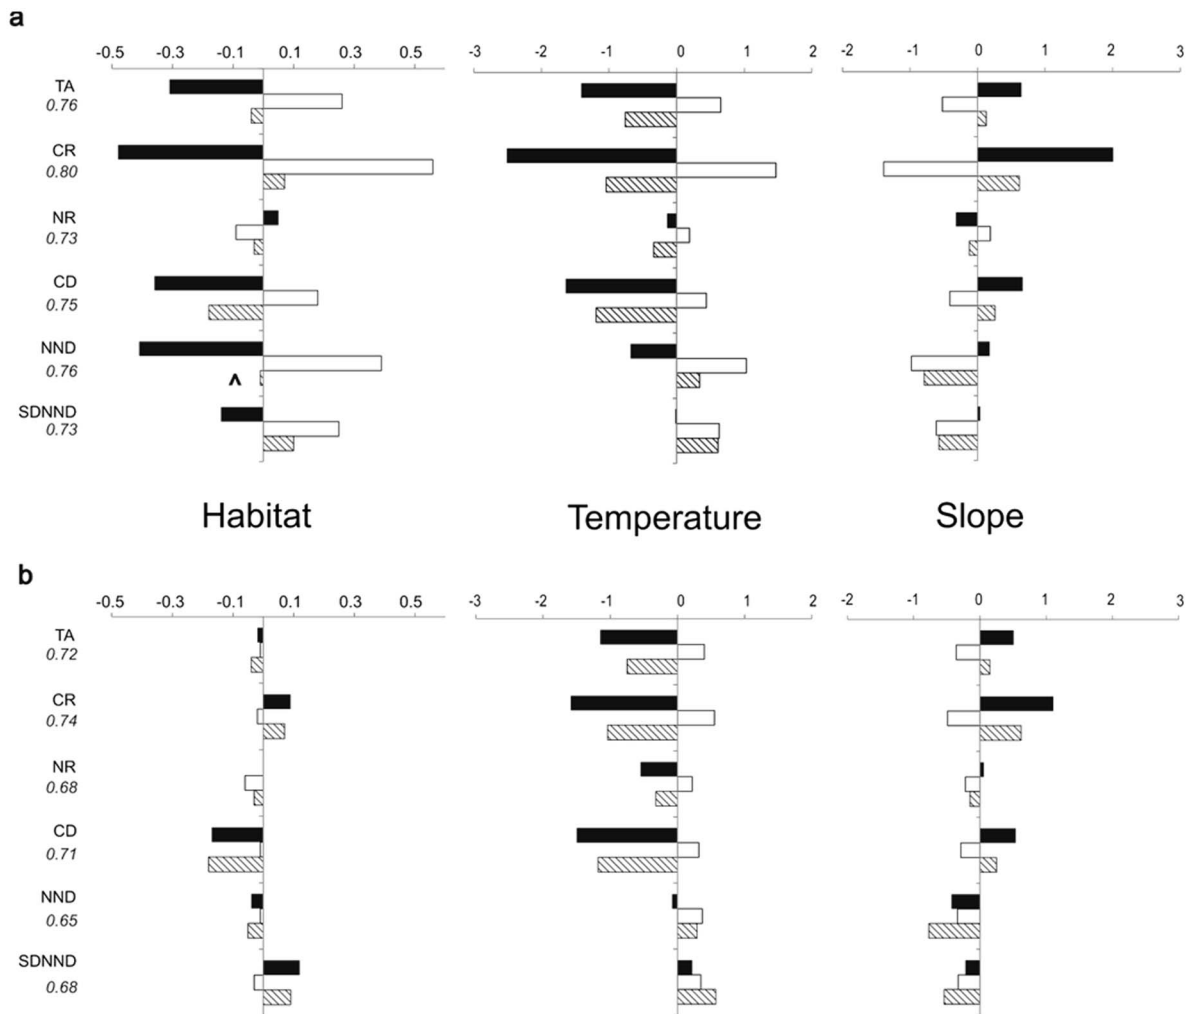 a
-0.5 -0.3 -0.1 0.1 0.3 0.5
-3 -2 -1 0 1 2
-2 -1 0 1 2 3
TA
0.76
CR
0.80
NR
0.73
CD
0.75
NND
0.76
^
SDNND
0.73
Habitat Temperature Slope
b
-0.5 -0.3 -0.1 0.1 0.3 0.5
-3 -2 -1 0 1 2
-2 -1 0 1 2 3
TA
0.72
CR
0.74
NR
0.68
CD
0.71
NND
0.65
SDNND
0.68